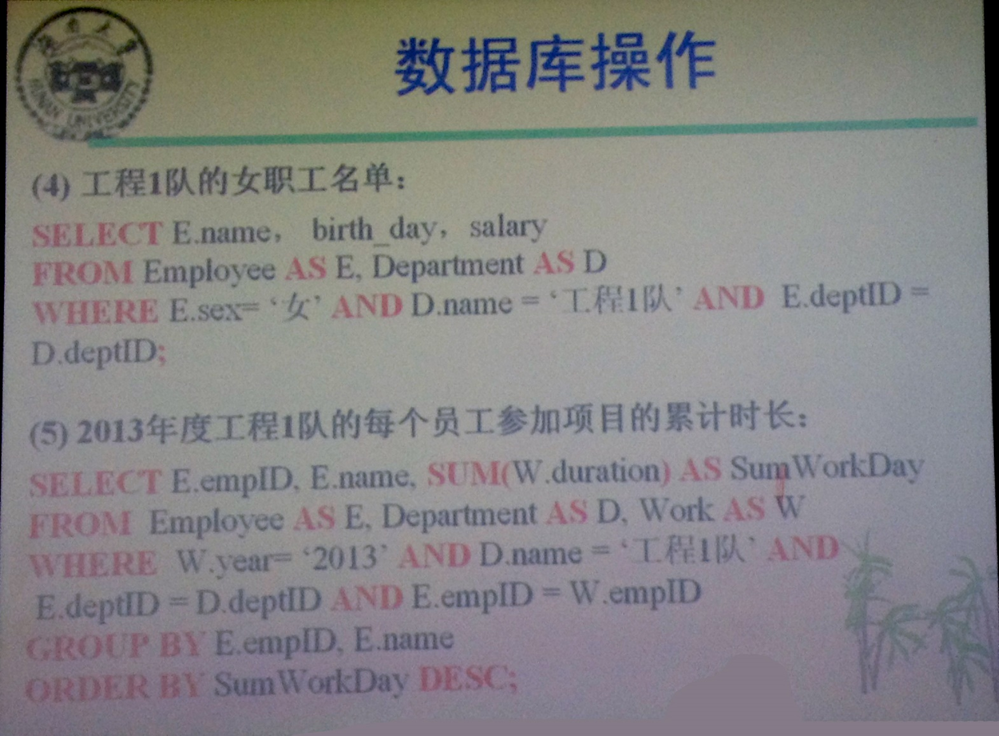 数据库操作
HUNAN UNIVERSITY
(4) 工程1队的女职工名单：
SELECT E.name， birth_day，salary
FROM Employee AS E, Department AS D
WHERE E.sex= ‘女’ AND D.name = ‘工程1队’ AND E.deptID =
D.deptID;
(5) 2013年度工程1队的每个员工参加项目的累计时长：
SELECT E.empID, E.name, SUM(W.duration) AS SumWorkDay
FROM Employee AS E, Department AS D, Work AS W
WHERE W.year= ‘2013’ AND D.name = ‘工程1队’ AND
E.deptID = D.deptID AND E.empID = W.empID
GROUP BY E.empID, E.name
ORDER BY SumWorkDay DESC;